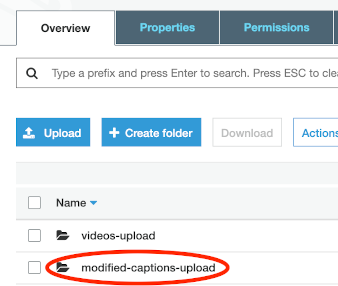 Overview Properties Permissions
Type a prefix and press Enter to search. Press ESC to
Upload Create folder Download Actions
Name
videos-upload
modified-captions-upload